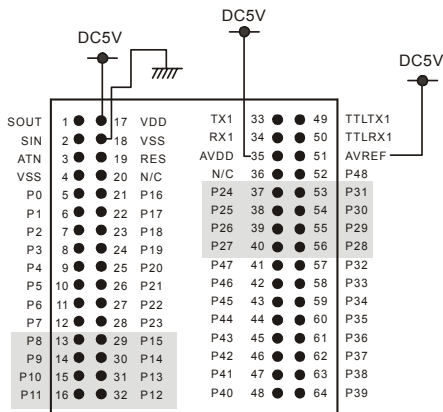 DC5V
DC5V
DC5V
SOUT 1 17 VDD TX1 33 49 TTLTX1
SIN 2 18 VSS RX1 34 50 TTLRX1
ATN 3 19 RES AVDD 35 51 AVREF
VSS 4 20 N/C N/C 36 52 P48
P0 5 21 P16 P24 37 53 P31
P1 6 22 P17 P25 38 54 P30
P2 7 23 P18 P26 39 55 P29
P3 8 24 P19 P27 40 56 P28
P4 9 25 P20 P47 41 57 P32
P5 10 26 P21 P46 42 58 P33
P6 11 27 P22 P45 43 59 P34
P7 12 28 P23 P44 44 60 P35
P8 13 29 P15 P43 45 61 P36
P9 14 30 P14 P42 46 62 P37
P10 15 31 P13 P41 47 63 P38
P11 16 32 P12 P40 48 64 P39